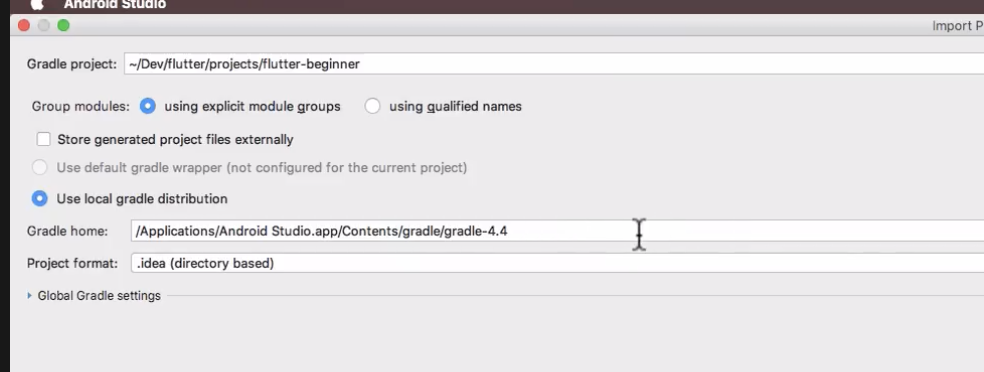 Android Studio
Import P
Gradle project: ~/Dev/flutter/projects/flutter-beginner
Group modules: using explicit module groups using qualified names
Store generated project files externally
Use default gradle wrapper (not configured for the current project)
Use local gradle distribution
Gradle home: /Applications/Android Studio.app/Contents/gradle/gradle-4.4
Project format: .idea (directory based)
Global Gradle settings